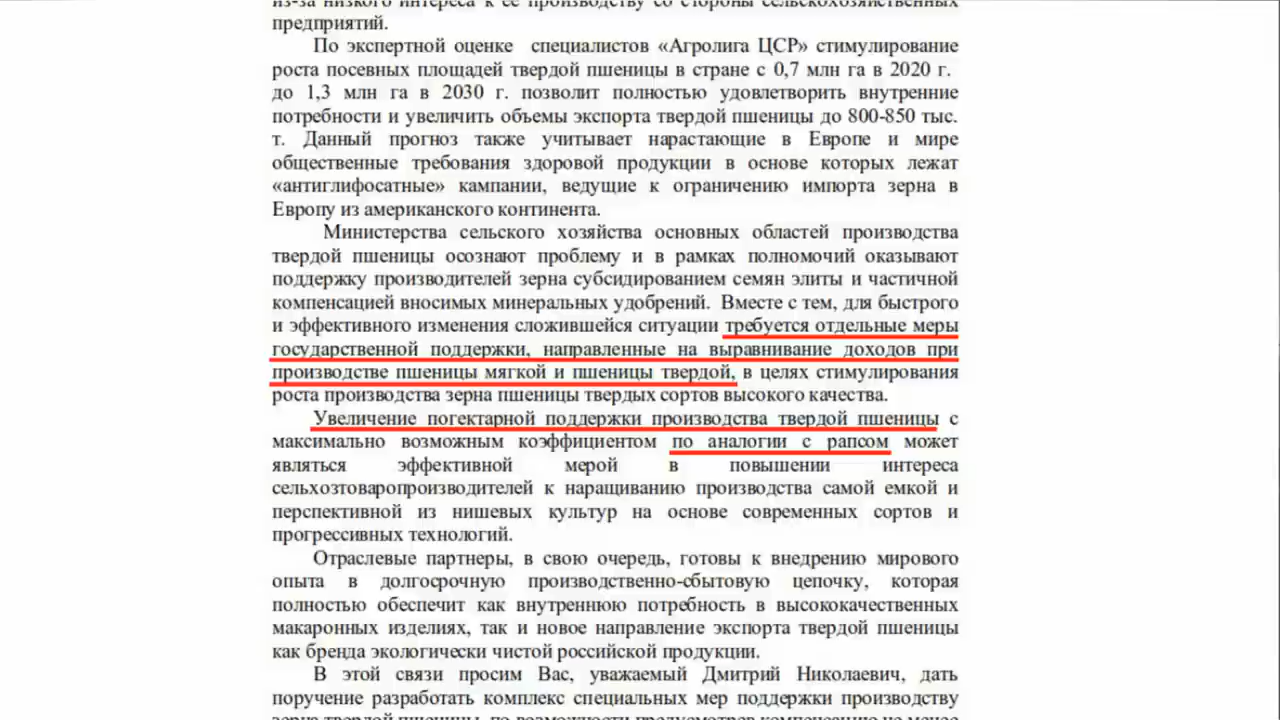 из-за низкого интереса к ее производству со стороны сельскохозяйственных
предприятий.
По экспертной оценке специалистов «Агролига ЦСР» стимулирование
роста посевных площадей твердой пшеницы в стране с 0,7 млн га в 2020 г.
до 1,3 млн га в 2030 г. позволит полностью удовлетворить внутренние
потребности и увеличить объемы экспорта твердой пшеницы до 800-850 тыс.
т. Данный прогноз также учитывает нарастающие в Европе и мире
общественные требования здоровой продукции в основе которых лежат
«антиглифосатные» кампании, ведущие к ограничению импорта зерна в
Европу из американского континента.
Министерства сельского хозяйства основных областей производства
твердой пшеницы осознают проблему и в рамках полномочий оказывают
поддержку производителей зерна субсидированием семян элиты и частичной
компенсацией вносимых минеральных удобрений. Вместе с тем, для быстрого
и эффективного изменения сложившейся ситуации требуется отдельные меры
государственной поддержки, направленные на выравнивание доходов при
производстве пшеницы мягкой и пшеницы твердой, в целях стимулирования
роста производства зерна пшеницы твердых сортов высокого качества.
Увеличение погектарной поддержки производства твердой пшеницы с
максимально возможным коэффициентом по аналогии с рапсом может
являться эффективной мерой в повышении интереса
сельхозтоваропроизводителей к наращиванию производства самой емкой и
перспективной из нишевых культур на основе современных сортов и
прогрессивных технологий.
Отраслевые партнеры, в свою очередь, готовы к внедрению мирового
опыта в долгосрочную производственно-сбытовую цепочку, которая
полностью обеспечит как внутреннюю потребность в высококачественных
макаронных изделиях, так и новое направление экспорта твердой пшеницы
как бренда экологически чистой российской продукции.
В этой связи просим Вас, уважаемый Дмитрий Николаевич, дать
поручение разработать комплекс специальных мер поддержки производству
зерна твердой пшеницы, по возможности предусмотрев компенсацию не менее